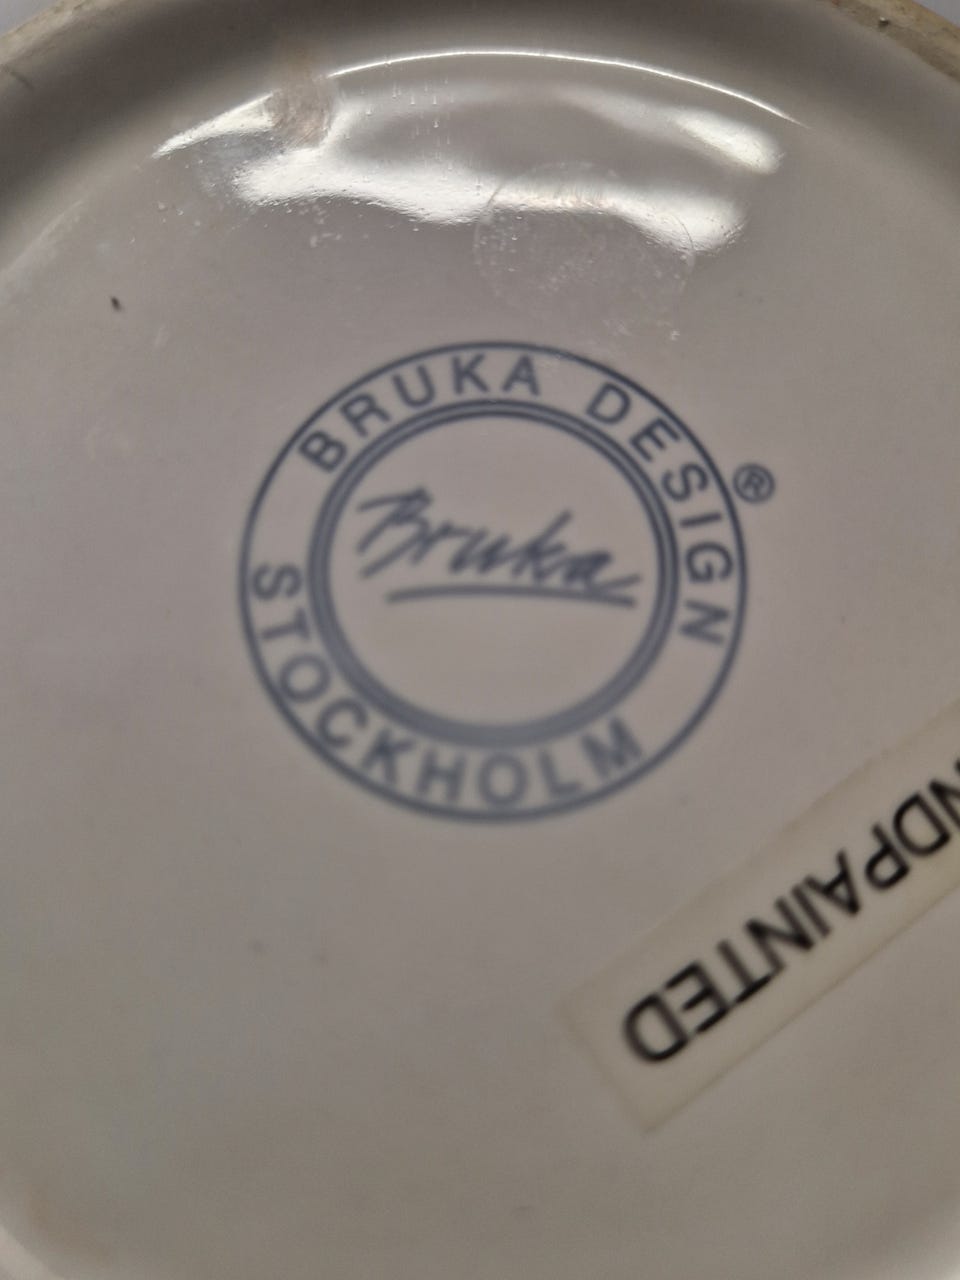 BRUKA DESIGN
®
Bruka
STOCKHOLM
NDPAINTED